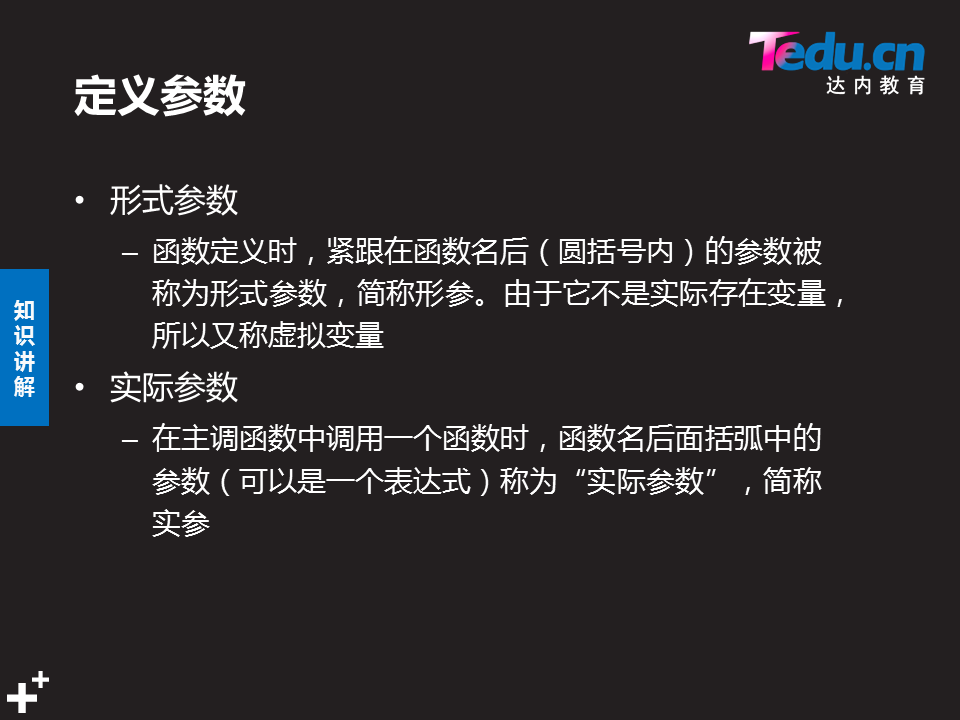 Tedu.cn
达内教育
定义参数
• 形式参数
– 函数定义时，紧跟在函数名后（圆括号内）的参数被
称为形式参数，简称形参。由于它不是实际存在变量，
所以又称虚拟变量
• 实际参数
– 在主调函数中调用一个函数时，函数名后面括弧中的
参数（可以是一个表达式）称为“实际参数”，简称
实参
知
识
讲
解